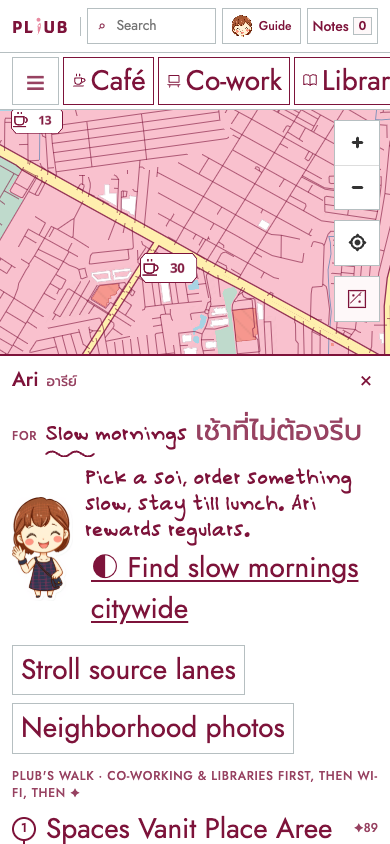 PLUB
Search
Guide
Notes 0
Café
Co-work
Librar
13
30
Ari อารีย์
FOR Slow mornings เช้าที่ไม่ต้องรีบ
Pick a soi, order something
slow, stay till lunch. Ari
rewards regulars.
Find slow mornings
citywide
Stroll source lanes
Neighborhood photos
PLUB'S WALK · CO-WORKING & LIBRARIES FIRST, THEN WI-
FI, THEN ✦
1 Spaces Vanit Place Aree ✦89